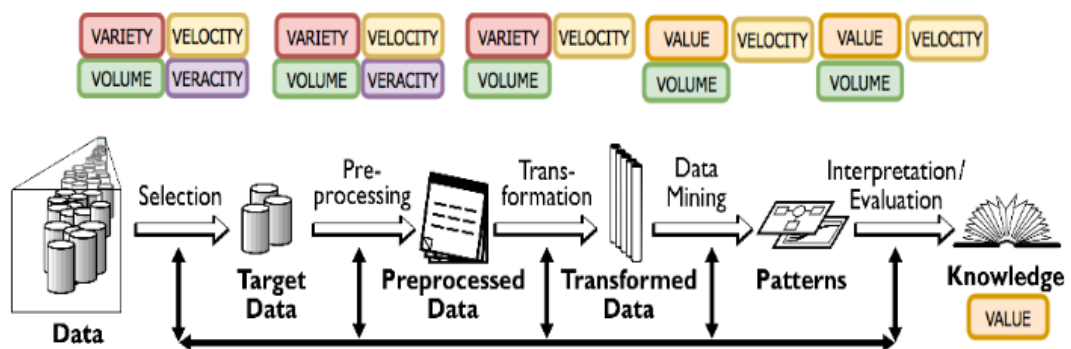 VARIETY VELOCITY VARIETY VELOCITY VARIETY VELOCITY VALUE VELOCITY VALUE VELOCITY
VOLUME VERACITY VOLUME VERACITY VOLUME VOLUME VOLUME
Selection
Pre-
processing
Trans-
formation
Data
Mining
Interpretation/
Evaluation
Data
Target
Data
Preprocessed
Data
Transformed
Data
Patterns
Knowledge
VALUE